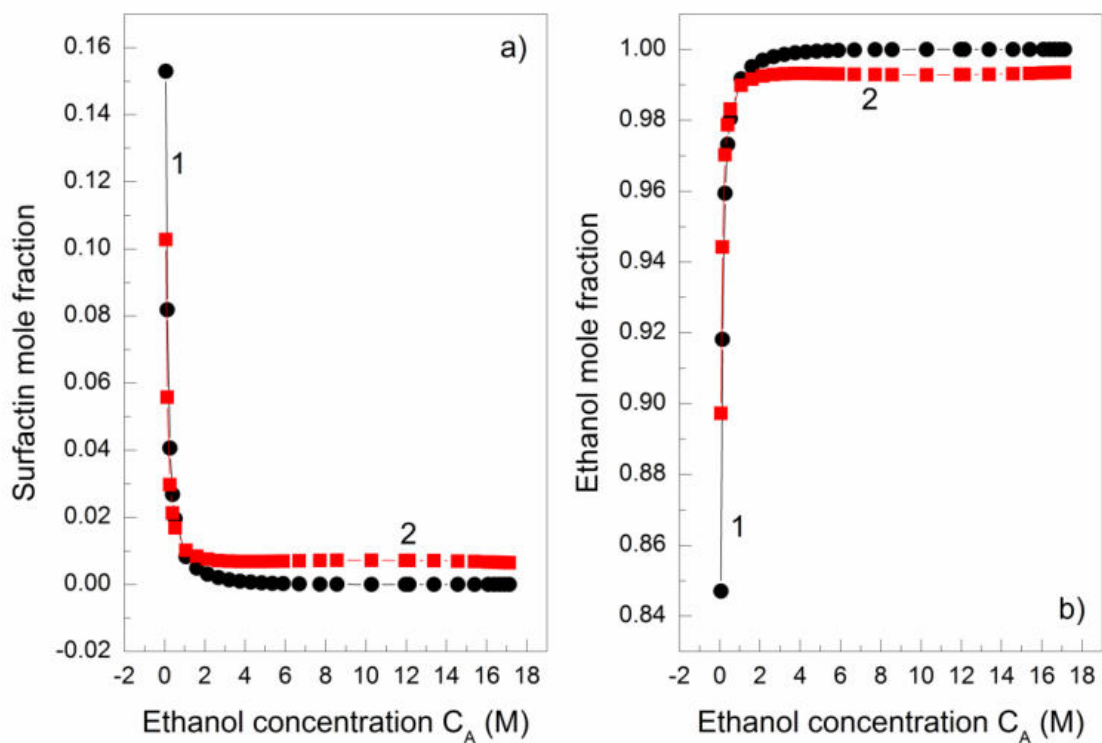 a)
0.16
0.14
0.12
0.10
0.08
0.06
0.04
0.02
0.00
-0.02
1
2
Surfactin mole fraction
-2 0 2 4 6 8 10 12 14 16 18
Ethanol concentration C_A (M)
1.00
0.98
0.96
0.94
0.92
0.90
0.88
0.86
0.84
2
1
b)
Ethanol mole fraction
-2 0 2 4 6 8 10 12 14 16 18
Ethanol concentration C_A (M)